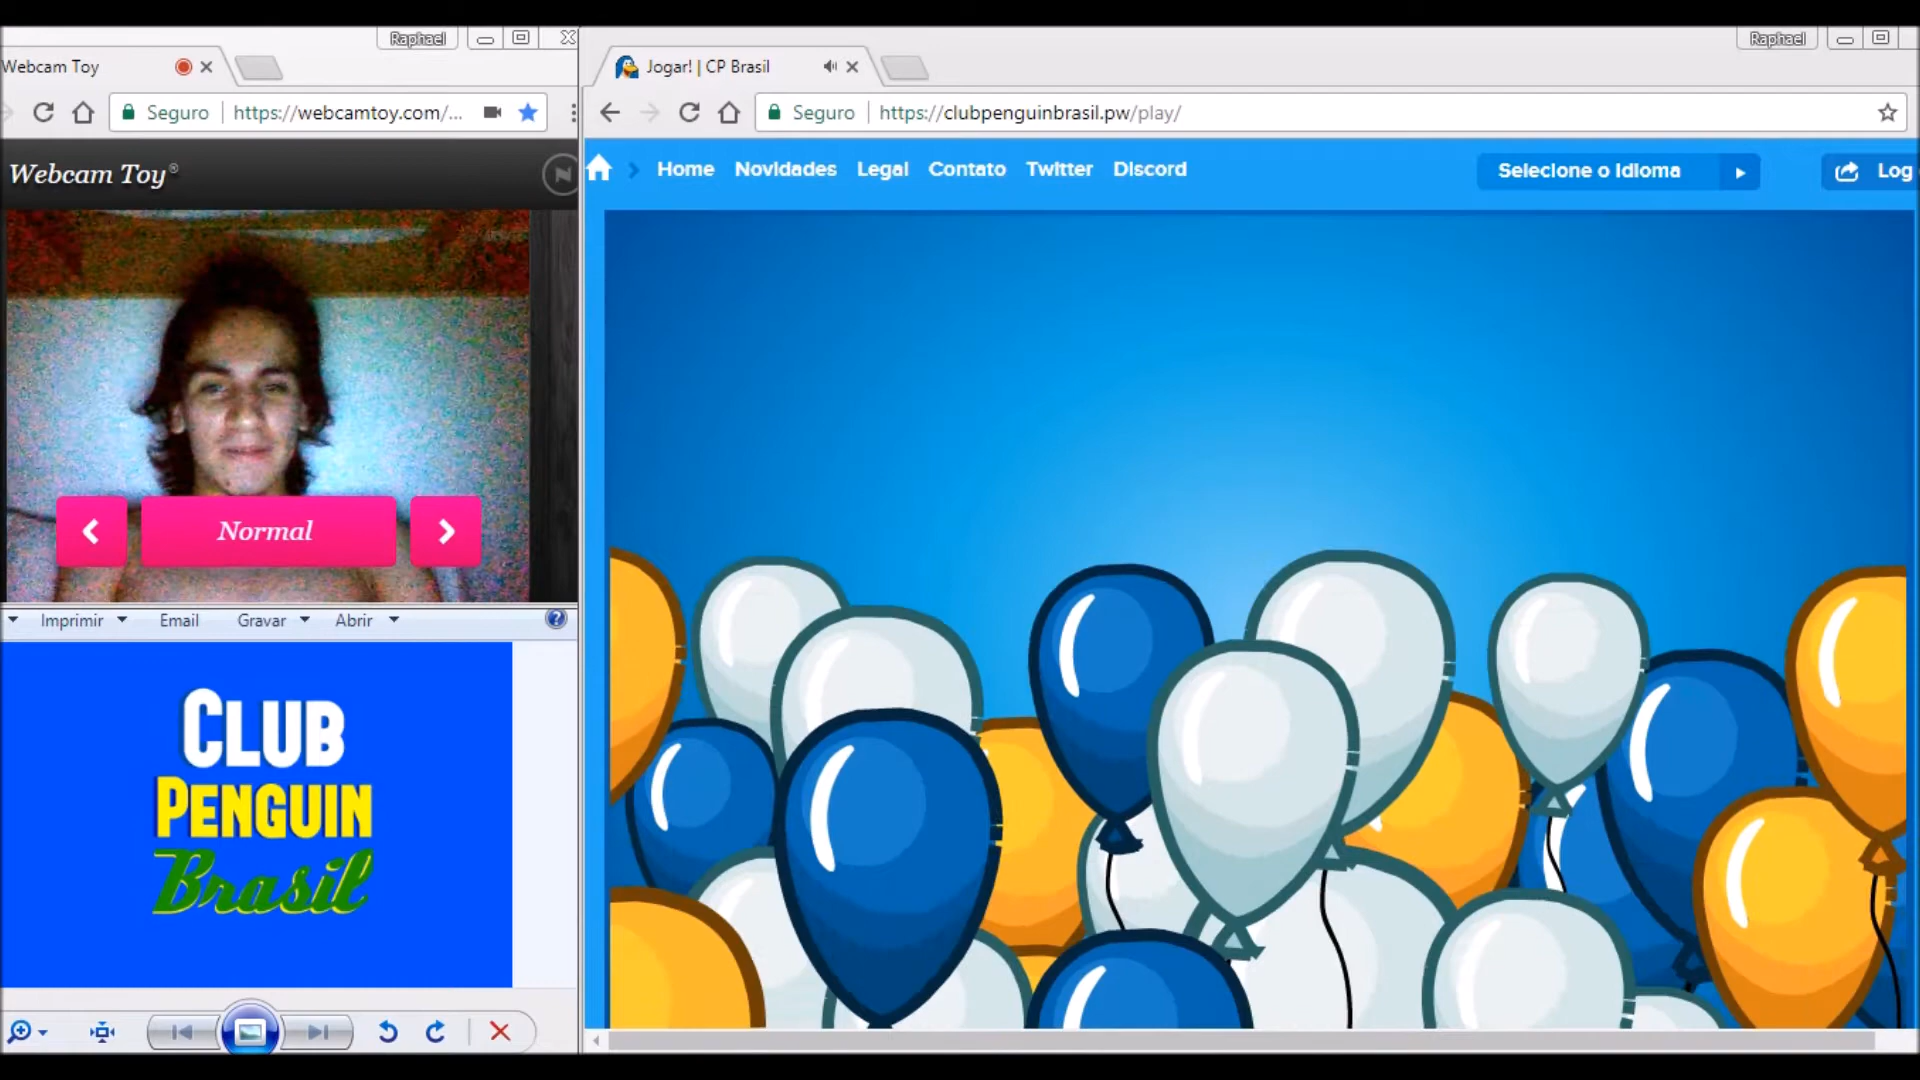 Raphael
Webcam Toy
Seguro
https://webcamtoy.com/...
Webcam Toy®
Normal
Imprimir
Email
Gravar
Abrir
CLUB
PENGUIN
Brasil
Raphael
Jogar! | CP Brasil
Seguro
https://clubpenguinbrasil.pw/play/
Home
Novidades
Legal
Contato
Twitter
Discord
Selecione o Idioma
Log